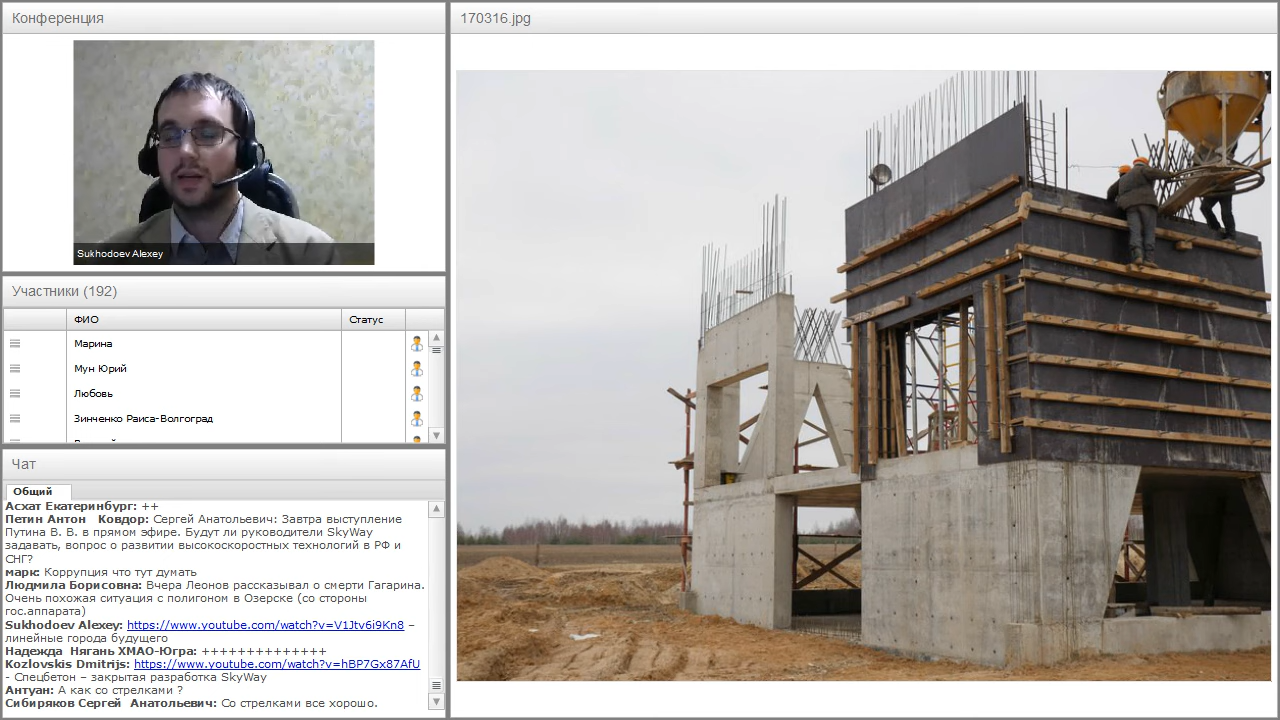 Конференция
170316.jpg
Sukhodoev Alexey
Участники (192)
ФИО
Статус
Марина
Мун Юрий
Любовь
Зинченко Раиса-Волгоград
Чат
Общий
Асхат Екатеринбург: ++
Петин Антон Ковдор: Сергей Анатольевич: Завтра выступление
Путина В. В. в прямом эфире. Будут ли руководители SkyWay
задавать, вопрос о развитии высокоскоростных технологий в РФ и
СНГ?
марк: Коррупция что тут думать
Людмила Борисовна: Вчера Леонов рассказывал о смерти Гагарина.
Очень похожая ситуация с полигоном в Озерске (со стороны
гос.аппарата)
Sukhodoev Alexey: https://www.youtube.com/watch?v=V1Jtv6i9Kn8 –
линейные города будущего
Надежда Нягань ХМАО-Югра: ++++++++++++++
Kozlovskis Dmitrijs: https://www.youtube.com/watch?v=hBP7Gx87AfU
- Спецбетон – закрытая разработка SkyWay
Антуан: А как со стрелками ?
Сибиряков Сергей Анатольевич: Со стрелками все хорошо.